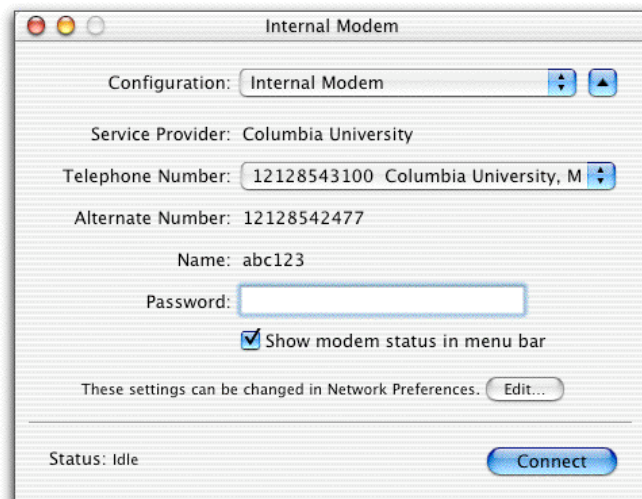 Internal Modem
Configuration: Internal Modem
Service Provider: Columbia University
Telephone Number: 12128543100 Columbia University, M
Alternate Number: 12128542477
Name: abc123
Password:
Show modem status in menu bar
These settings can be changed in Network Preferences. Edit...
Status: Idle Connect